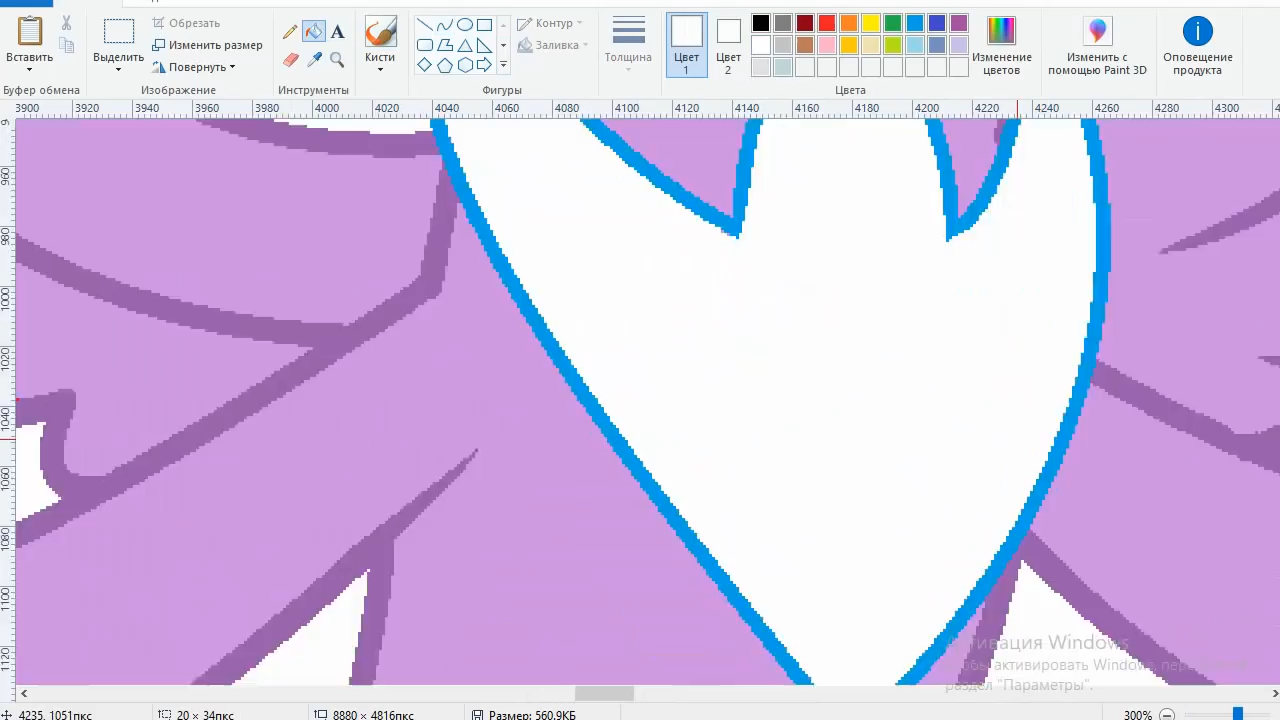 Вставить
Вырезать
Изменить размер
Выделить
Повернуть
Кисти
Контур
Заливка
Толщина
Цвет
1
Цвет
2
Изменение
цветов
Изменить с
помощью Paint 3D
Оповещение
продукта
Буфер обмена
Изображение
Инструменты
Фигуры
Цвета
3900 3920 3940 3960 3980 4000 4020 4040 4060 4080 4100 4120 4140 4160 4180 4200 4220 4240 4260 4280 4300
960
980
1000
1020
1040
1060
1080
1100
1120
Активация Windows
Чтобы активировать Windows,
раздел "Параметры".
4235, 1051пкс
20 × 34пкс
8880 × 4816пкс
Размер: 560.9КБ
300%